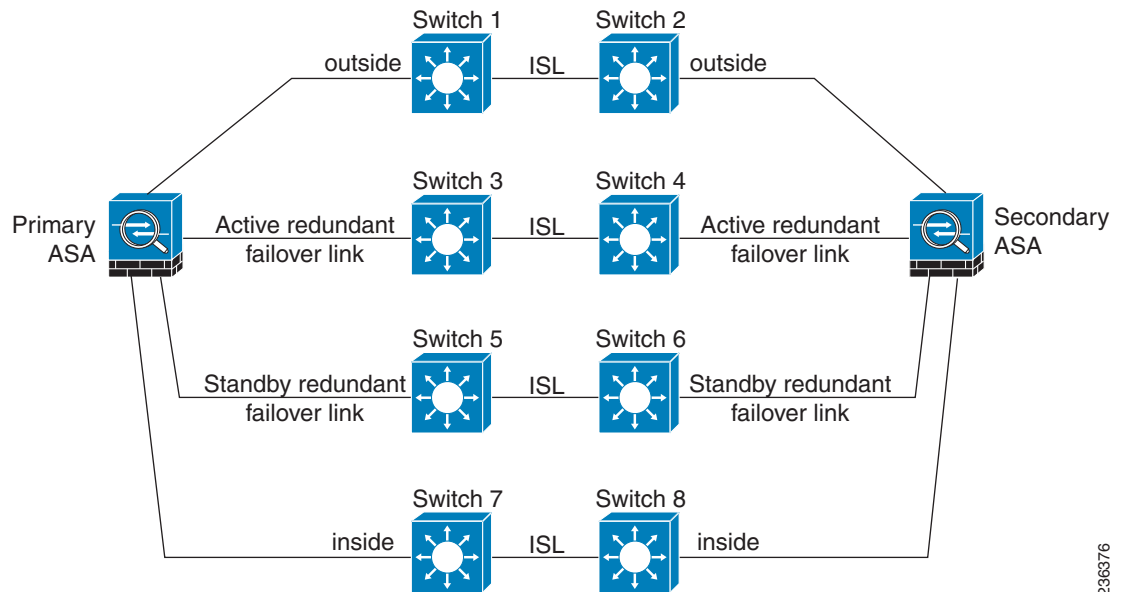 Switch 1
Switch 2
outside
ISL
outside
Switch 3
Switch 4
Primary
ASA
Active redundant
failover link
ISL
Active redundant
failover link
Secondary
ASA
Switch 5
Switch 6
Standby redundant
failover link
ISL
Standby redundant
failover link
Switch 7
Switch 8
inside
ISL
inside
236376